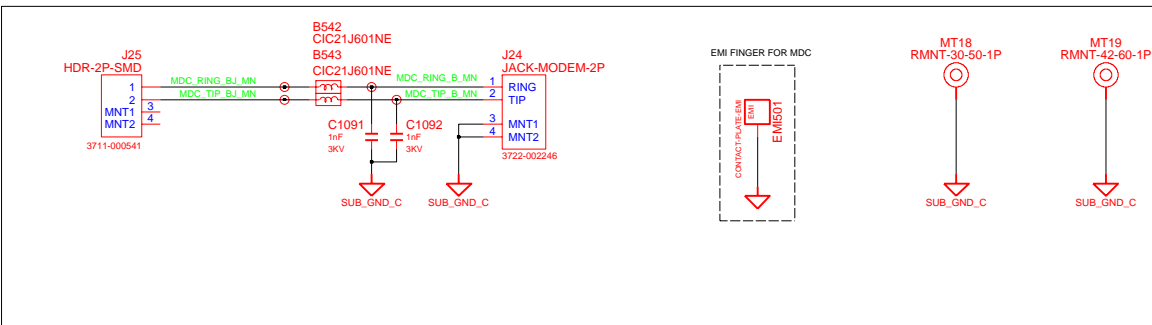 B542
CIC21J601NE
B543
CIC21J601NE
J25
HDR-2P-SMD
1
2
MNT1
MNT2
3
4
3711-000541
MDC_RING_BJ_MN
MDC_TIP_BJ_MN
MDC_RING_B_MN
MDC_TIP_B_MN
C1091
1nF
3KV
C1092
1nF
3KV
SUB_GND_C
SUB_GND_C
J24
JACK-MODEM-2P
1
2
3
4
RING
TIP
MNT1
MNT2
3722-002246
EMI FINGER FOR MDC
CONTACT-PLATE-EMI
EMI
EMI501
MT18
RMNT-30-50-1P
SUB_GND_C
MT19
RMNT-42-60-1P
SUB_GND_C